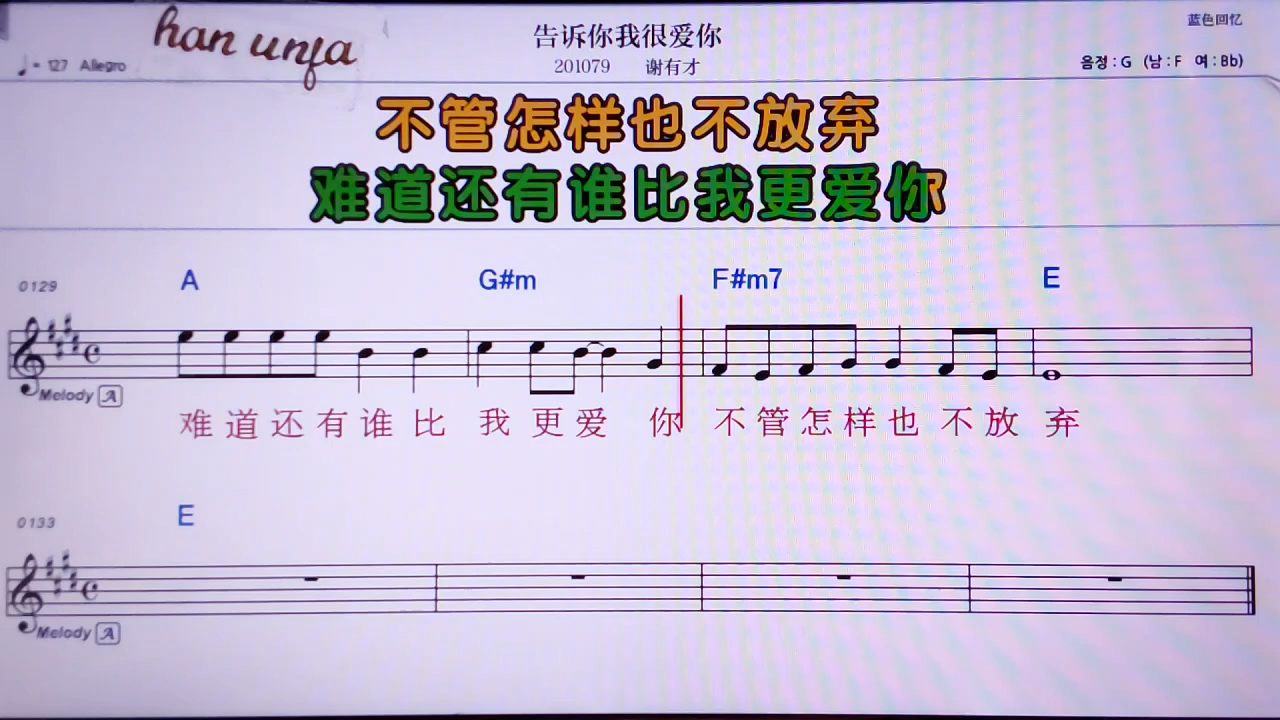 han unfa
告诉你我很爱你
蓝色回忆
♩= 127 Allegro
201079 谢有才
음정 : G (남 : F 여 : Bb)
不管怎样也不放弃
难道还有谁比我更爱你
0129
A G#m F#m7 E
Melody A
难道还有谁比 我更爱 你 不管怎样也 不放 弃
0133
E
Melody A